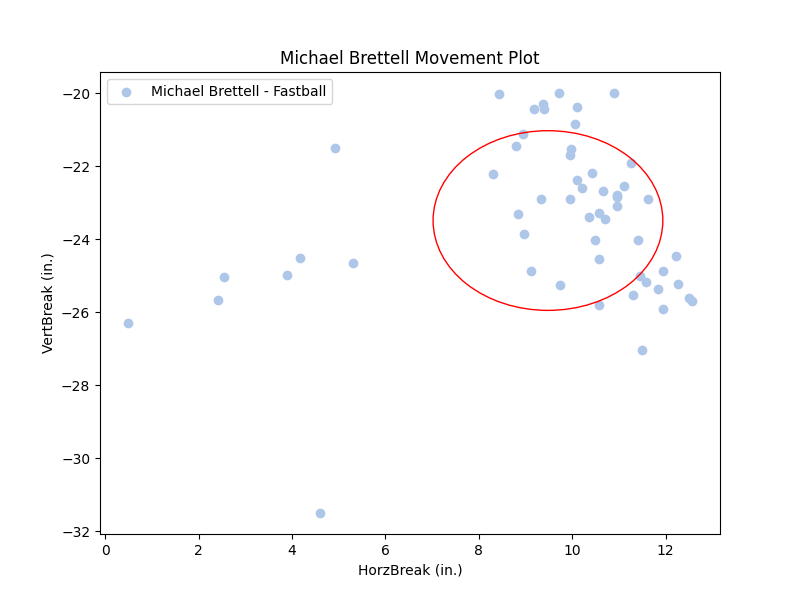 Michael Brettell Movement Plot
Michael Brettell - Fastball
VertBreak (in.)
−20
−22
−24
−26
−28
−30
−32
0 2 4 6 8 10 12
HorzBreak (in.)